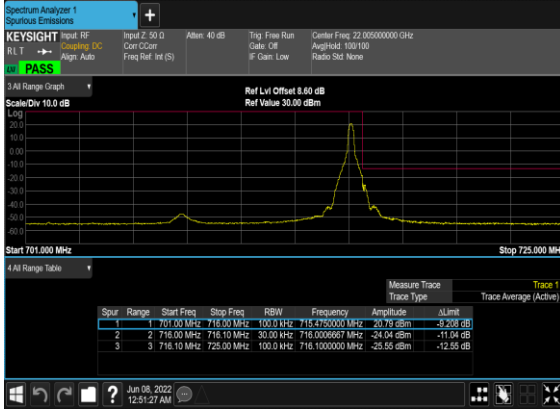 Spectrum Analyzer 1
Spurious Emissions
KEYSIGHT Input: RF Input Z: 50 Ω Atten: 40 dB Trig: Free Run Center Freq: 22.005000000 GHz
RLT Coupling: DC Corr CCorr Gate: Off Avg|Hold: 100/100
Align: Auto Freq Ref: Int (S) IF Gain: Low Radio Std: None
PASS
3 All Range Graph
Ref Lvl Offset 8.60 dB
Scale/Div 10.0 dB Ref Value 30.00 dBm
Log
20.0
10.0
0.00
-10.0
-20.0
-30.0
-40.0
-50.0
-60.0
Start 701.000 MHz Stop 725.000 MH
4 All Range Table
Measure Trace Trace 1
Trace Type Trace Average (Active)
Spur Range Start Freq Stop Freq RBW Frequency Amplitude ΔLimit
1 1 701.00 MHz 716.00 MHz 100.0 kHz 715.4750000 MHz 20.79 dBm -9.208 dB
2 2 716.00 MHz 716.10 MHz 30.00 kHz 716.0006667 MHz -24.04 dBm -11.04 dB
3 3 716.10 MHz 725.00 MHz 100.0 kHz 716.1000000 MHz -25.55 dBm -12.55 dB
Jun 08, 2022
12:51:27 AM